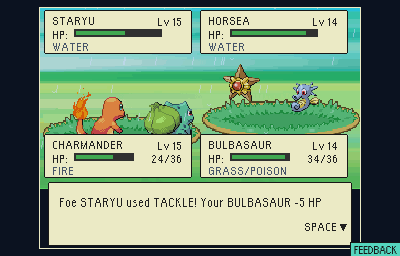 STARYU Lv 15
HP:
WATER
HORSEA Lv 14
HP:
WATER
CHARMANDER Lv 15
HP: 24/36
FIRE
BULBASAUR Lv 14
HP: 34/36
GRASS/POISON
Foe STARYU used TACKLE! Your BULBASAUR -5 HP
SPACE▼
FEEDBACK